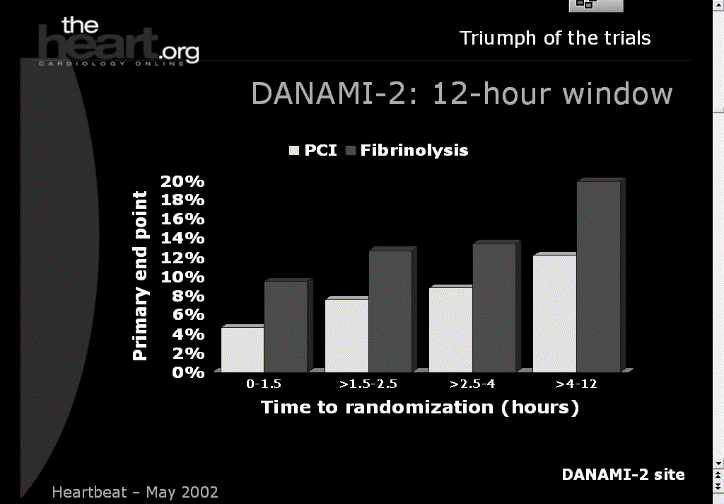 the
heart.org
CARDIOLOGY ONLINE
Triumph of the trials
DANAMI-2: 12-hour window
PCI Fibrinolysis
Primary end point
20%
18%
16%
14%
12%
10%
8%
6%
4%
2%
0%
0-1.5 >1.5-2.5 >2.5-4 >4-12
Time to randomization (hours)
DANAMI-2 site
Heartbeat – May 2002